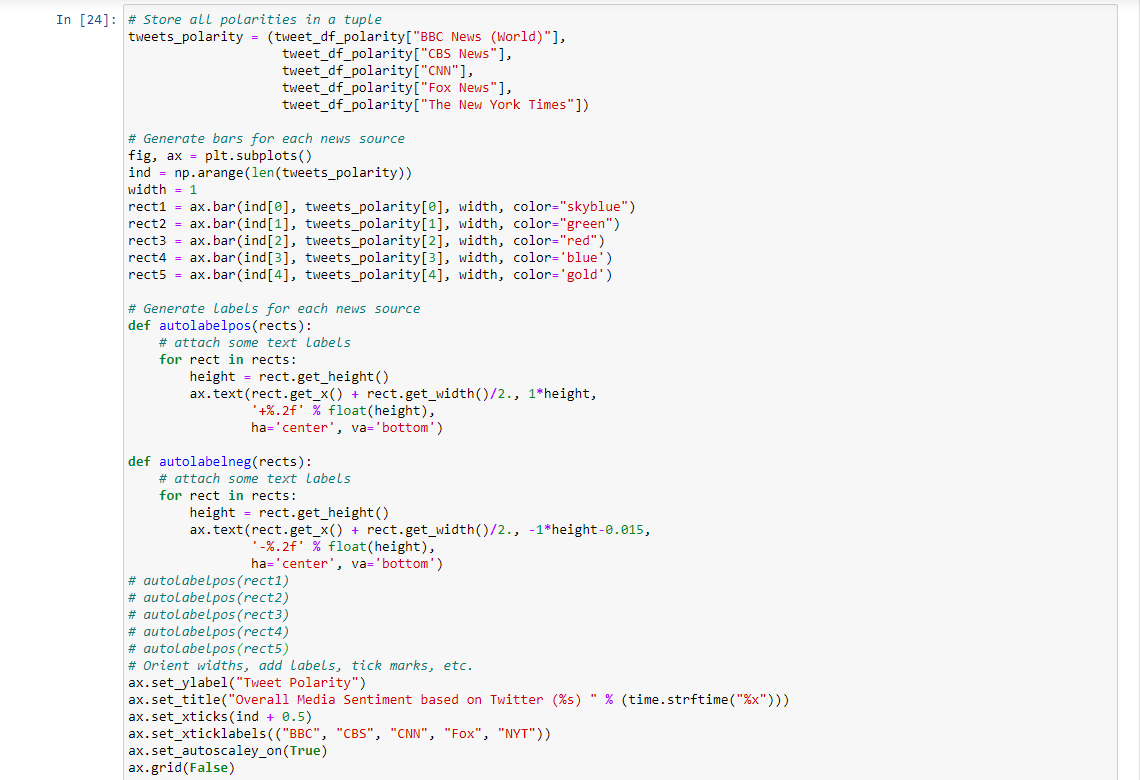 In [24]: # Store all polarities in a tuple
tweets_polarity = (tweet_df_polarity["BBC News (World)"],
                    tweet_df_polarity["CBS News"],
                    tweet_df_polarity["CNN"],
                    tweet_df_polarity["Fox News"],
                    tweet_df_polarity["The New York Times"])

# Generate bars for each news source
fig, ax = plt.subplots()
ind = np.arange(len(tweets_polarity))
width = 1
rect1 = ax.bar(ind[0], tweets_polarity[0], width, color="skyblue")
rect2 = ax.bar(ind[1], tweets_polarity[1], width, color="green")
rect3 = ax.bar(ind[2], tweets_polarity[2], width, color="red")
rect4 = ax.bar(ind[3], tweets_polarity[3], width, color='blue')
rect5 = ax.bar(ind[4], tweets_polarity[4], width, color='gold')

# Generate labels for each news source
def autolabelpos(rects):
    # attach some text labels
    for rect in rects:
        height = rect.get_height()
        ax.text(rect.get_x() + rect.get_width()/2., 1*height,
                '+%.2f' % float(height),
                ha='center', va='bottom')

def autolabelneg(rects):
    # attach some text labels
    for rect in rects:
        height = rect.get_height()
        ax.text(rect.get_x() + rect.get_width()/2., -1*height-0.015,
                '-%.2f' % float(height),
                ha='center', va='bottom')
# autolabelpos(rect1)
# autolabelpos(rect2)
# autolabelpos(rect3)
# autolabelpos(rect4)
# autolabelpos(rect5)
# Orient widths, add labels, tick marks, etc.
ax.set_ylabel("Tweet Polarity")
ax.set_title("Overall Media Sentiment based on Twitter (%s) " % (time.strftime("%x")))
ax.set_xticks(ind + 0.5)
ax.set_xticklabels(("BBC", "CBS", "CNN", "Fox", "NYT"))
ax.set_autoscaley_on(True)
ax.grid(False)